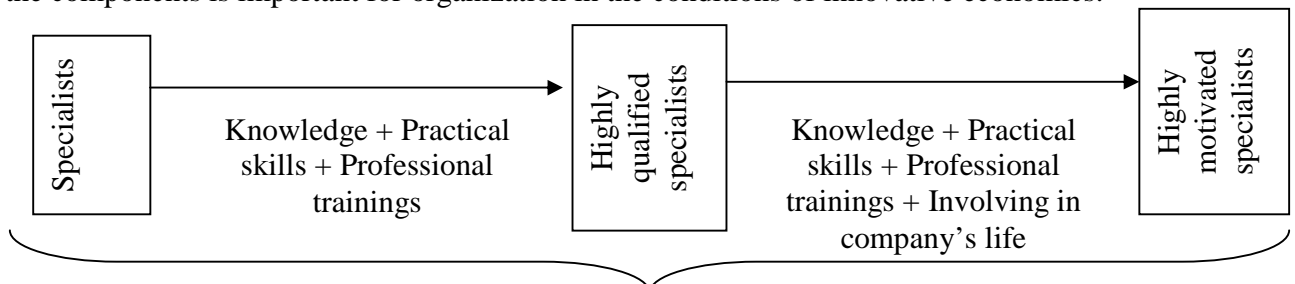 the components is important for organization in the conditions of innovative economics.
Specialists
Knowledge + Practical
skills + Professional
trainings
Highly
qualified
specialists
Knowledge + Practical
skills + Professional
trainings + Involving in
company’s life
Highly
motivated
specialists